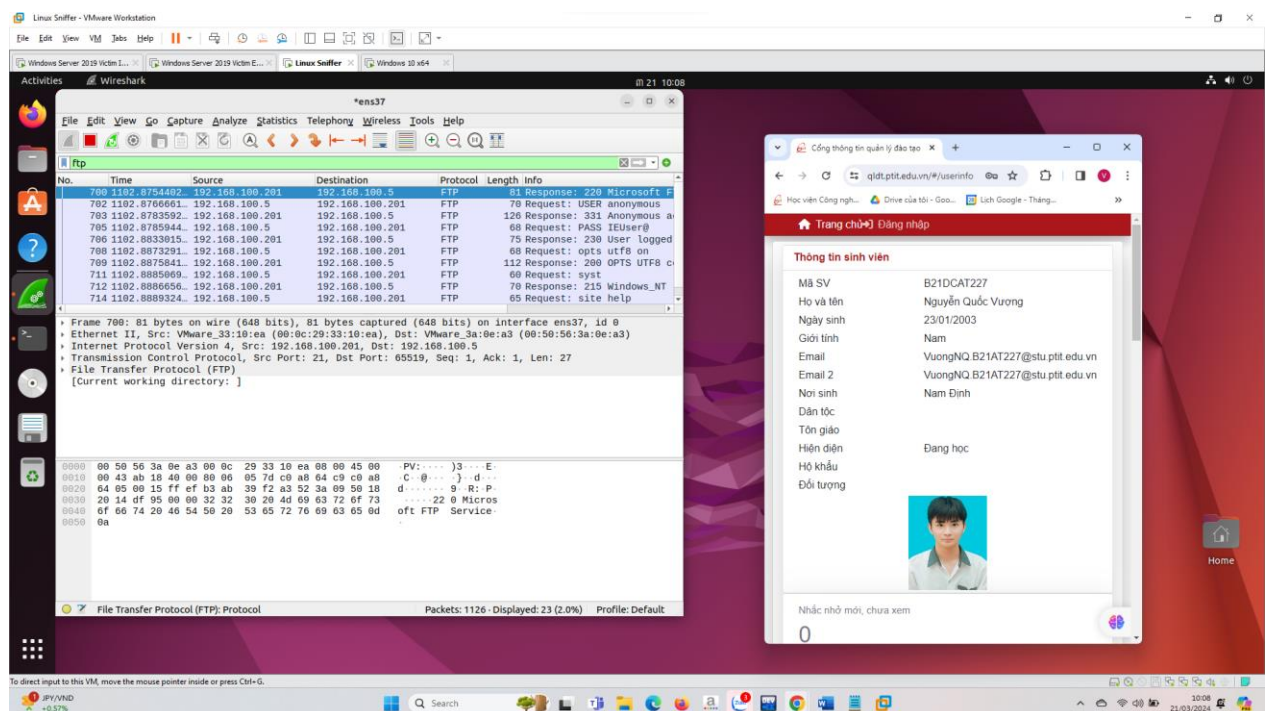 Linux Sniffer - VMware Workstation
File Edit View VM Tabs Help
Windows Server 2019 Victim I... Windows Server 2019 Victim E... Linux Sniffer Windows 10 x64
Activities Wireshark 21 10:08
*ens37
File Edit View Go Capture Analyze Statistics Telephony Wireless Tools Help
ftp
No. Time Source Destination Protocol Length Info
700 1102.8754402… 192.168.100.201 192.168.100.5 FTP 81 Response: 220 Microsoft F
702 1102.8766661… 192.168.100.5 192.168.100.201 FTP 70 Request: USER anonymous
703 1102.8783592… 192.168.100.201 192.168.100.5 FTP 126 Response: 331 Anonymous a
705 1102.8785944… 192.168.100.5 192.168.100.201 FTP 68 Request: PASS IEUser@
706 1102.8833015… 192.168.100.201 192.168.100.5 FTP 75 Response: 230 User logged
708 1102.8873291… 192.168.100.5 192.168.100.201 FTP 68 Request: opts utf8 on
709 1102.8875841… 192.168.100.201 192.168.100.5 FTP 112 Response: 200 OPTS UTF8 c
711 1102.8885069… 192.168.100.5 192.168.100.201 FTP 60 Request: syst
712 1102.8886656… 192.168.100.201 192.168.100.5 FTP 70 Response: 215 Windows_NT
714 1102.8889324… 192.168.100.5 192.168.100.201 FTP 65 Request: site help
Frame 700: 81 bytes on wire (648 bits), 81 bytes captured (648 bits) on interface ens37, id 0
Ethernet II, Src: VMware_33:10:ea (00:0c:29:33:10:ea), Dst: VMware_3a:0e:a3 (00:50:56:3a:0e:a3)
Internet Protocol Version 4, Src: 192.168.100.201, Dst: 192.168.100.5
Transmission Control Protocol, Src Port: 21, Dst Port: 65519, Seq: 1, Ack: 1, Len: 27
File Transfer Protocol (FTP)
[Current working directory: ]
0000 00 50 56 3a 0e a3 00 0c 29 33 10 ea 08 00 45 00 ·PV:···· )3····E·
0010 00 43 ab 18 40 00 80 06 05 7d c0 a8 64 c9 c0 a8 ·C··@··· ·}··d···
0020 64 05 00 15 ff ef b3 ab 39 f2 a3 52 3a 09 50 18 d······· 9··R:·P·
0030 20 14 df 95 00 00 32 32 30 20 4d 69 63 72 6f 73 ·····22 0 Micros
0040 6f 66 74 20 46 54 50 20 53 65 72 76 69 63 65 0d oft FTP Service·
0050 0a
File Transfer Protocol (FTP): Protocol Packets: 1126 · Displayed: 23 (2.0%) Profile: Default
Cổng thông tin quản lý đào tạo
qldt.ptit.edu.vn/#/userinfo
Học viện Công ngh... Drive của tôi - Goo... Lịch Google - Tháng...
Trang chủ Đăng nhập
Thông tin sinh viên
Mã SV B21DCAT227
Họ và tên Nguyễn Quốc Vượng
Ngày sinh 23/01/2003
Giới tính Nam
Email VuongNQ.B21AT227@stu.ptit.edu.vn
Email 2 VuongNQ.B21AT227@stu.ptit.edu.vn
Nơi sinh Nam Định
Dân tộc
Tôn giáo
Hiện diện Đang học
Hộ khẩu
Đối tượng
Nhắc nhở mới, chưa xem
0
Home
To direct input to this VM, move the mouse pointer inside or press Ctrl+G.
JPY/VND
+0.57%
Search
10:08
21/03/2024